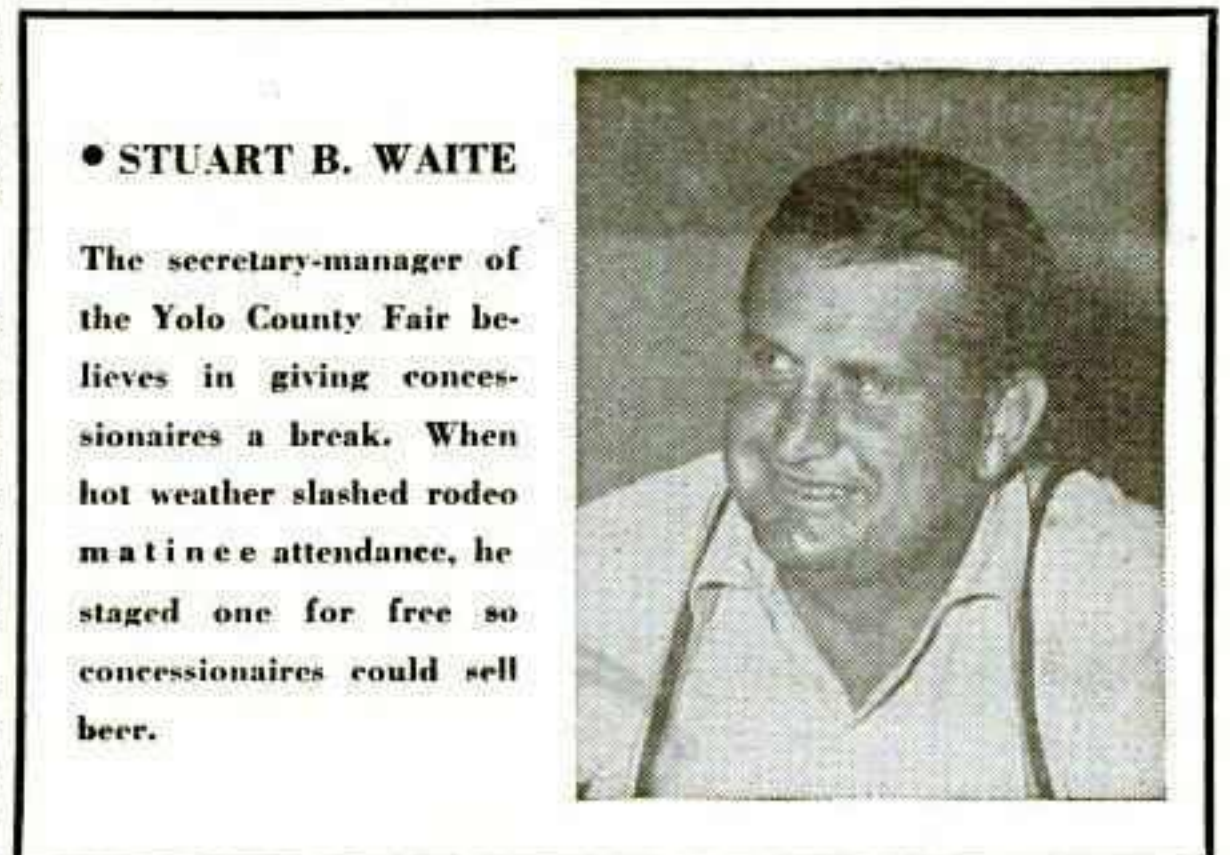 • STUART B. WAITE
The secretary-manager of
the Yolo County Fair be-
lieves in giving conces-
sionaires a break. When
hot weather slashed rodeo
matinee attendance, he
staged one for free so
concessionaires could sell
beer.